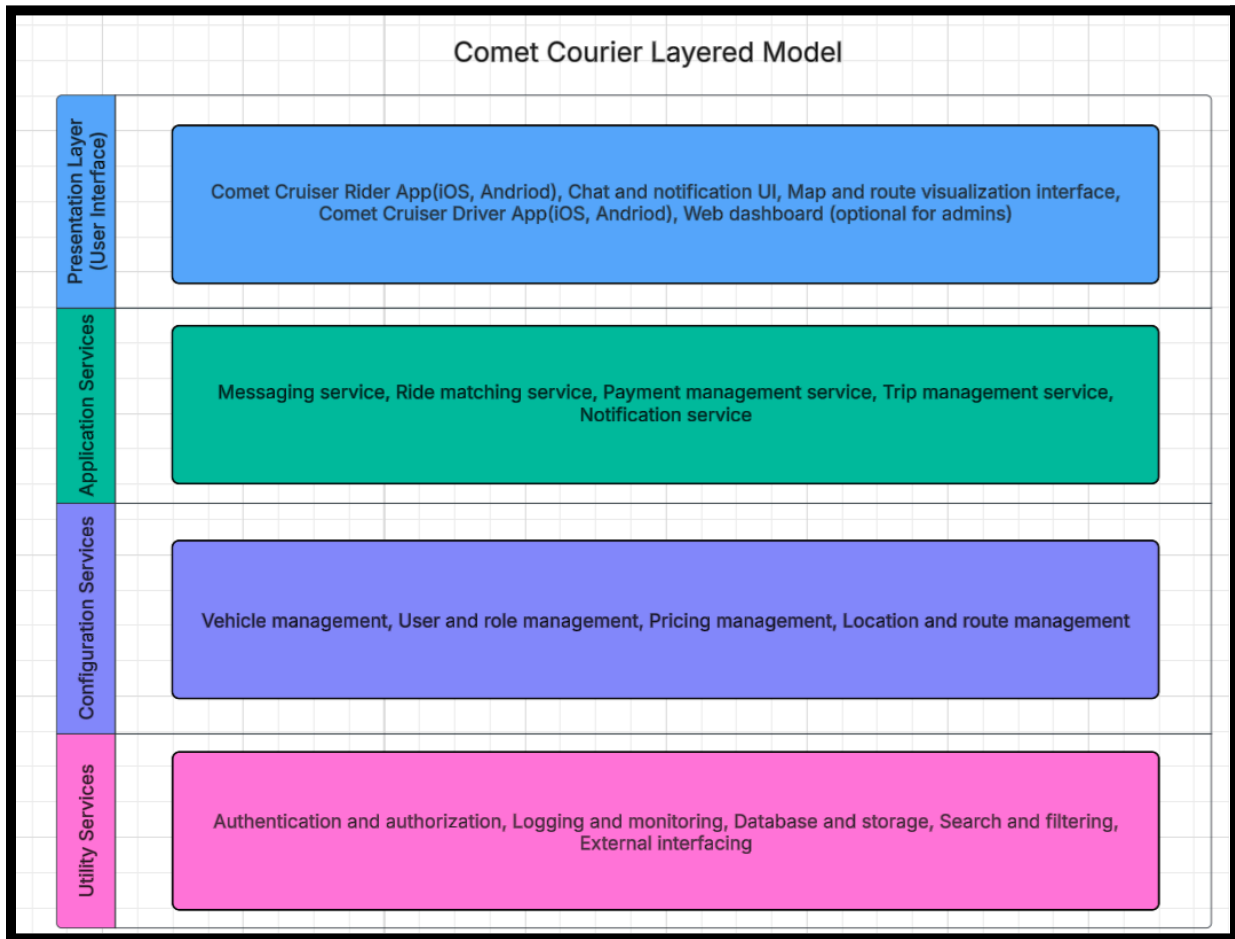 Comet Courier Layered Model
Presentation Layer
(User Interface)
Comet Cruiser Rider App(iOS, Andriod), Chat and notification UI, Map and route visualization interface,
Comet Cruiser Driver App(iOS, Andriod), Web dashboard (optional for admins)
Application Services
Messaging service, Ride matching service, Payment management service, Trip management service,
Notification service
Configuration Services
Vehicle management, User and role management, Pricing management, Location and route management
Utility Services
Authentication and authorization, Logging and monitoring, Database and storage, Search and filtering,
External interfacing